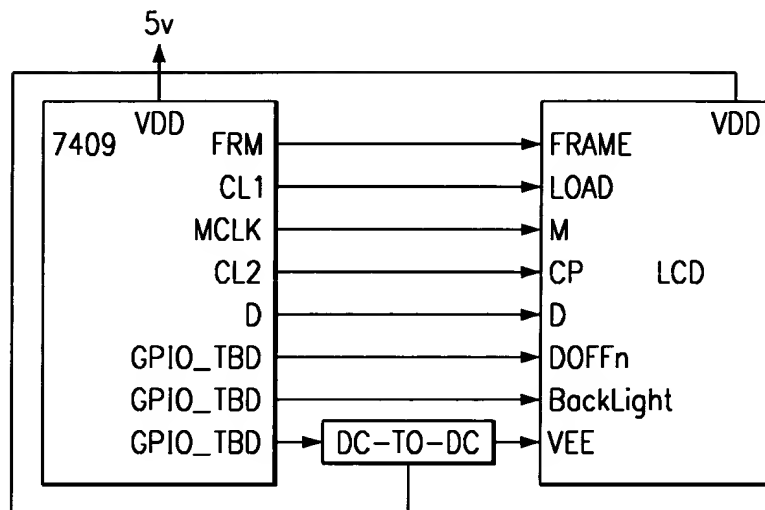 5v
VDD
VDD
7409
FRM
FRAME
CL1
LOAD
MCLK
M
CL2
CP
LCD
D
D
GPIO_TBD
DOFFn
GPIO_TBD
BackLight
GPIO_TBD
DC-TO-DC
VEE